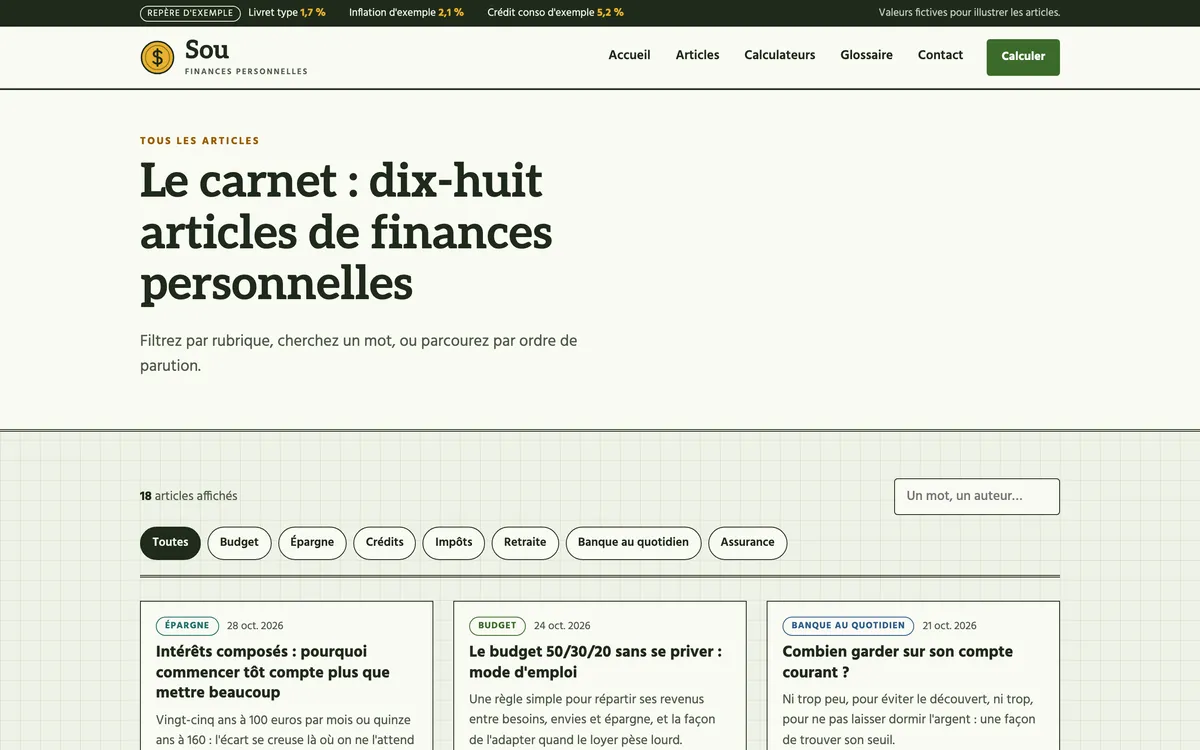 REPÈRE D'EXEMPLE Livret type 1,7 % Inflation d'exemple 2,1 % Crédit conso d'exemple 5,2 % Valeurs fictives pour illustrer les articles.
$ Sou
FINANCES PERSONNELLES
Accueil Articles Calculateurs Glossaire Contact Calculer
TOUS LES ARTICLES
Le carnet : dix-huit
articles de finances
personnelles
Filtrez par rubrique, cherchez un mot, ou parcourez par ordre de
parution.
18 articles affichés
Un mot, un auteur...
Toutes Budget Épargne Crédits Impôts Retraite Banque au quotidien Assurance
ÉPARGNE 28 oct. 2026
Intérêts composés : pourquoi
commencer tôt compte plus que
mettre beaucoup
Vingt-cinq ans à 100 euros par mois ou quinze
ans à 160 : l'écart se creuse là où on ne l'attend
BUDGET 24 oct. 2026
Le budget 50/30/20 sans se priver :
mode d'emploi
Une règle simple pour répartir ses revenus
entre besoins, envies et épargne, et la façon
de l'adapter quand le loyer pèse lourd.
BANQUE AU QUOTIDIEN 21 oct. 2026
Combien garder sur son compte
courant ?
Ni trop peu, pour éviter le découvert, ni trop,
pour ne pas laisser dormir l'argent : une façon
de trouver son seuil.